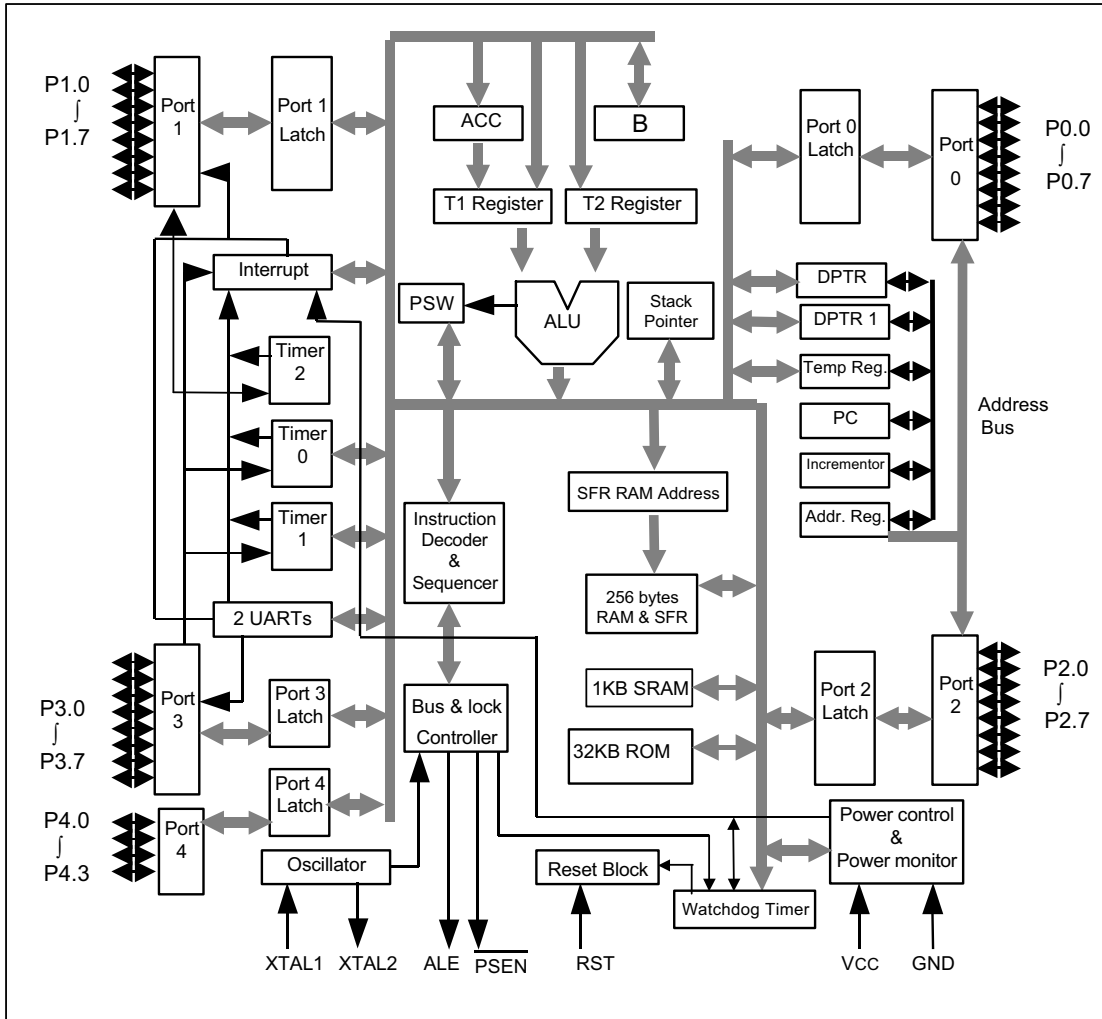 P1.0
∫
P1.7
Port
1
Port 1
Latch
ACC
B
T1 Register
T2 Register
Port 0
Latch
Port
0
P0.0
∫
P0.7
Interrupt
PSW
ALU
Stack
Pointer
DPTR
DPTR 1
Temp Reg.
PC
Incrementor
Addr. Reg.
Address
Bus
Timer
2
Timer
0
Timer
1
2 UARTs
Instruction
Decoder
&
Sequencer
SFR RAM Address
256 bytes
RAM & SFR
1KB SRAM
32KB ROM
P3.0
∫
P3.7
Port
3
Port 3
Latch
Bus & lock
Controller
Port 2
Latch
Port
2
P2.0
∫
P2.7
P4.0
∫
P4.3
Port
4
Port 4
Latch
Oscillator
Reset Block
Watchdog Timer
Power control
&
Power monitor
XTAL1
XTAL2
ALE
PSEN
RST
VCC
GND